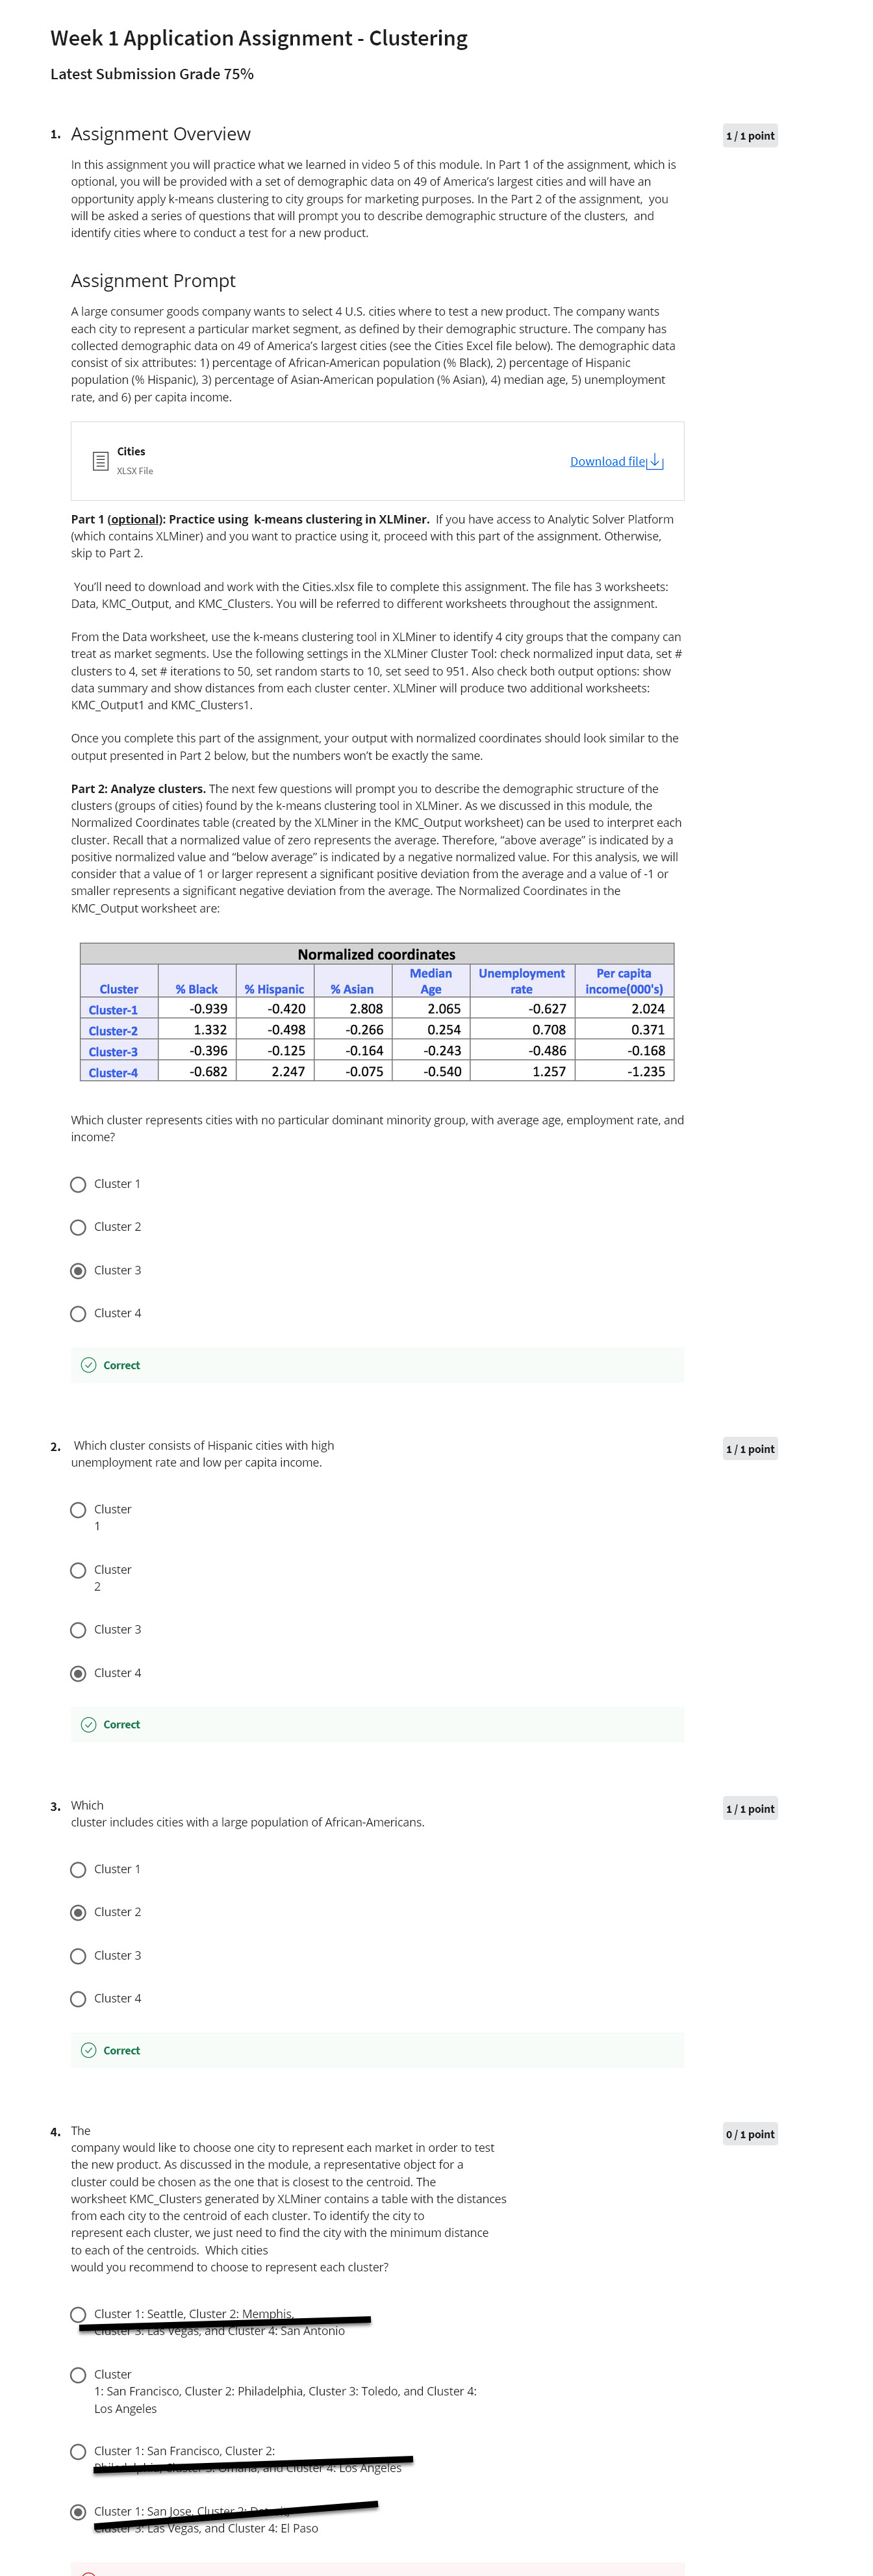 Week 1 Application Assignment - Clustering
Latest Submission Grade 75%
1. Assignment Overview
1 / 1 point
In this assignment you will practice what we learned in video 5 of this module. In Part 1 of the assignment, which is
optional, you will be provided with a set of demographic data on 49 of America's largest cities and will have an
opportunity apply k-means clustering to city groups for marketing purposes. In the Part 2 of the assignment, you
will be asked a series of questions that will prompt you to describe demographic structure of the clusters, and
identify cities where to conduct a test for a new product.
Assignment Prompt
A large consumer goods company wants to select 4 U.S. cities where to test a new product. The company wants
each city to represent a particular market segment, as defined by their demographic structure. The company has
collected demographic data on 49 of America's largest cities (see the Cities Excel file below). The demographic data
consist of six attributes: 1) percentage of African-American population (% Black), 2) percentage of Hispanic
population (% Hispanic), 3) percentage of Asian-American population (% Asian), 4) median age, 5) unemployment
rate, and 6) per capita income.
Cities
XLSX File
Download file
Part 1 (optional): Practice using k-means clustering in XLMiner. If you have access to Analytic Solver Platform
(which contains XLMiner) and you want to practice using it, proceed with this part of the assignment. Otherwise,
skip to Part 2.
You'll need to download and work with the Cities.xlsx file to complete this assignment. The file has 3 worksheets:
Data, KMC_Output, and KMC_Clusters. You will be referred to different worksheets throughout the assignment.
From the Data worksheet, use the k-means clustering tool in XLMiner to identify 4 city groups that the company can
treat as market segments. Use the following settings in the XLMiner Cluster Tool: check normalized input data, set #
clusters to 4, set # iterations to 50, set random starts to 10, set seed to 951. Also check both output options: show
data summary and show distances from each cluster center. XLMiner will produce two additional worksheets:
KMC_Output1 and KMC_Clusters1.
Once you complete this part of the assignment, your output with normalized coordinates should look similar to the
output presented in Part 2 below, but the numbers won't be exactly the same.
Part 2: Analyze clusters. The next few questions will prompt you to describe the demographic structure of the
clusters (groups of cities) found by the k-means clustering tool in XLMiner. As we discussed in this module, the
Normalized Coordinates table (created by the XLMiner in the KMC_Output worksheet) can be used to interpret each
cluster. Recall that a normalized value of zero represents the average. Therefore, "above average" is indicated by a
positive normalized value and "below average" is indicated by a negative normalized value. For this analysis, we will
consider that a value of 1 or larger represent a significant positive deviation from the average and a value of -1 or
smaller represents a significant negative deviation from the average. The Normalized Coordinates in the
KMC_Output worksheet are:
Normalized coordinates
Cluster % Black % Hispanic % Asian Median Age Unemployment rate Per capita income(000's)
Cluster-1 -0.939 -0.420 2.808 2.065 -0.627 2.024
Cluster-2 1.332 -0.498 -0.266 0.254 0.708 0.371
Cluster-3 -0.396 -0.125 -0.164 -0.243 -0.486 -0.168
Cluster-4 -0.682 2.247 -0.075 -0.540 1.257 -1.235
Which cluster represents cities with no particular dominant minority group, with average age, employment rate, and
income?
Cluster 1
Cluster 2
Cluster 3
Cluster 4
Correct
2. Which cluster consists of Hispanic cities with high
1 / 1 point
unemployment rate and low per capita income.
Cluster
1
Cluster
2
Cluster 3
Cluster 4
Correct
3. Which
1 / 1 point
cluster includes cities with a large population of African-Americans.
Cluster 1
Cluster 2
Cluster 3
Cluster 4
Correct
4. The
0 / 1 point
company would like to choose one city to represent each market in order to test
the new product. As discussed in the module, a representative object for a
cluster could be chosen as the one that is closest to the centroid. The
worksheet KMC_Clusters generated by XLMiner contains a table with the distances
from each city to the centroid of each cluster. To identify the city to
represent each cluster, we just need to find the city with the minimum distance
to each of the centroids. Which cities
would you recommend to choose to represent each cluster?
Cluster 1: Seattle, Cluster 2: Memphis,
Cluster 3: Las Vegas, and Cluster 4: San Antonio
Cluster
1: San Francisco, Cluster 2: Philadelphia, Cluster 3: Toledo, and Cluster 4:
Los Angeles
Cluster 1: San Francisco, Cluster 2:
Philadelphia, Cluster 3: Omaha, and Cluster 4: Los Angeles
Cluster 1: San Jose, Cluster 2: Detroit,
Cluster 3: Las Vegas, and Cluster 4: El Paso